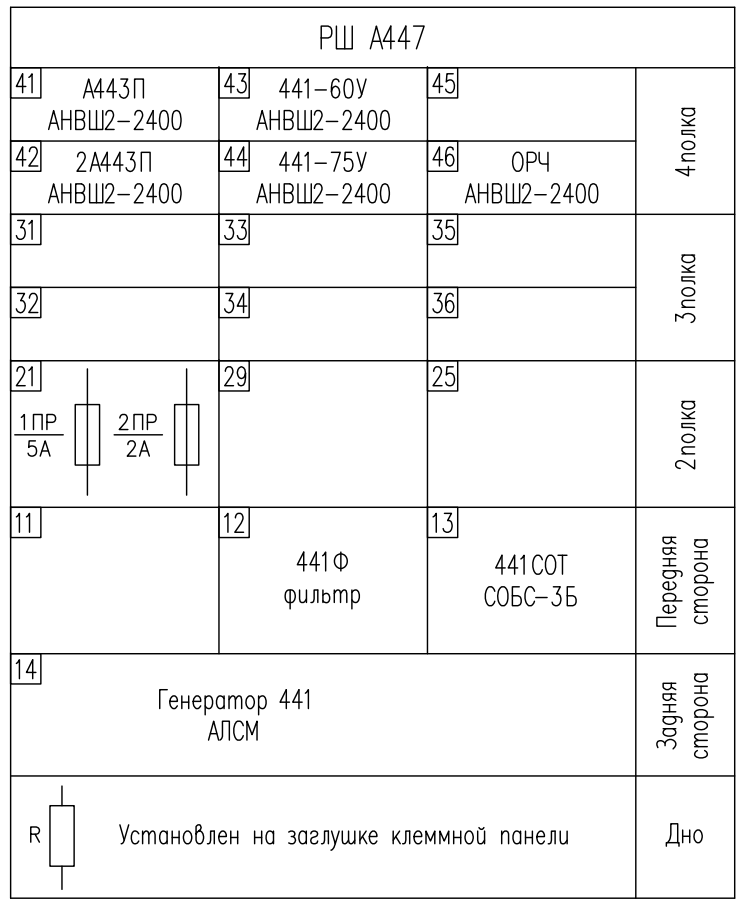 РШ А447
41 А443П
АНВШ2-2400
43 441-60У
АНВШ2-2400
45
42 2А443П
АНВШ2-2400
44 441-75У
АНВШ2-2400
46 ОРЧ
АНВШ2-2400
4полка
31
33
35
32
34
36
3полка
21
1ПР
5А
2ПР
2А
29
25
2полка
11
12
441Ф
фильтр
13
441СОТ
СОБС-3Б
Передняя
сторона
14
Генератор 441
АЛСМ
Задняя
сторона
R Установлен на заглушке клеммной панели
Дно